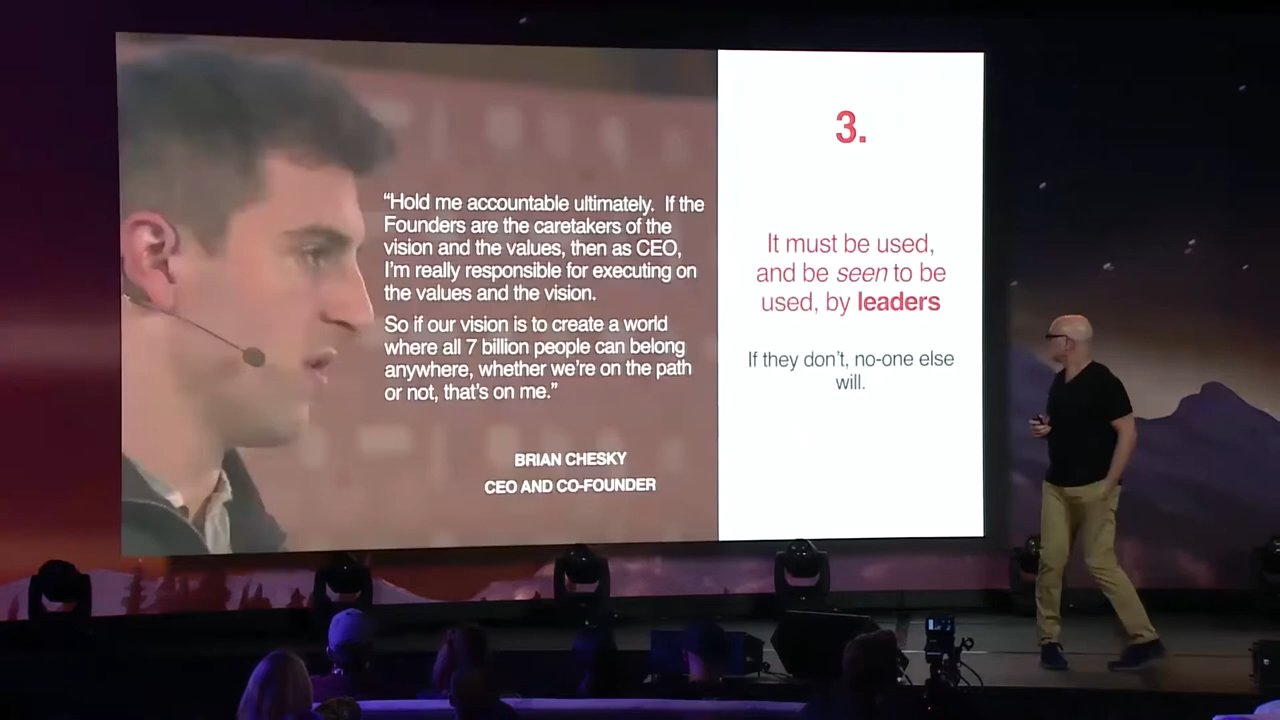 “Hold me accountable ultimately. If the
Founders are the caretakers of the
vision and the values, then as CEO,
I’m really responsible for executing on
the values and the vision.
So if our vision is to create a world
where all 7 billion people can belong
anywhere, whether we’re on the path
or not, that’s on me.”
BRIAN CHESKY
CEO AND CO-FOUNDER
3.
It must be used,
and be seen to be
used, by leaders
If they don’t, no-one else
will.